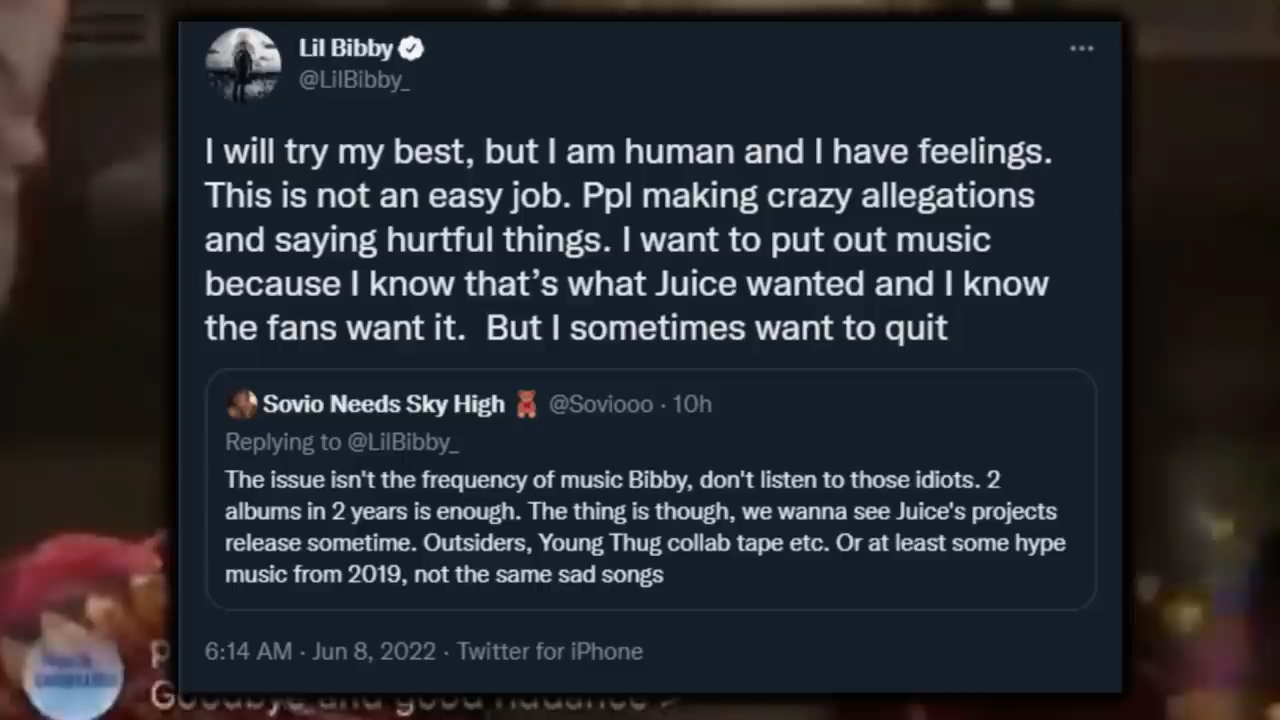 Lil Bibby
@LilBibby_
I will try my best, but I am human and I have feelings.
This is not an easy job. Ppl making crazy allegations
and saying hurtful things. I want to put out music
because I know that’s what Juice wanted and I know
the fans want it.  But I sometimes want to quit
Sovio Needs Sky High 🧸 @Soviooo · 10h
Replying to @LilBibby_
The issue isn't the frequency of music Bibby, don't listen to those idiots. 2
albums in 2 years is enough. The thing is though, we wanna see Juice's projects
release sometime. Outsiders, Young Thug collab tape etc. Or at least some hype
music from 2019, not the same sad songs
6:14 AM · Jun 8, 2022 · Twitter for iPhone
Goodbye and good riddance >